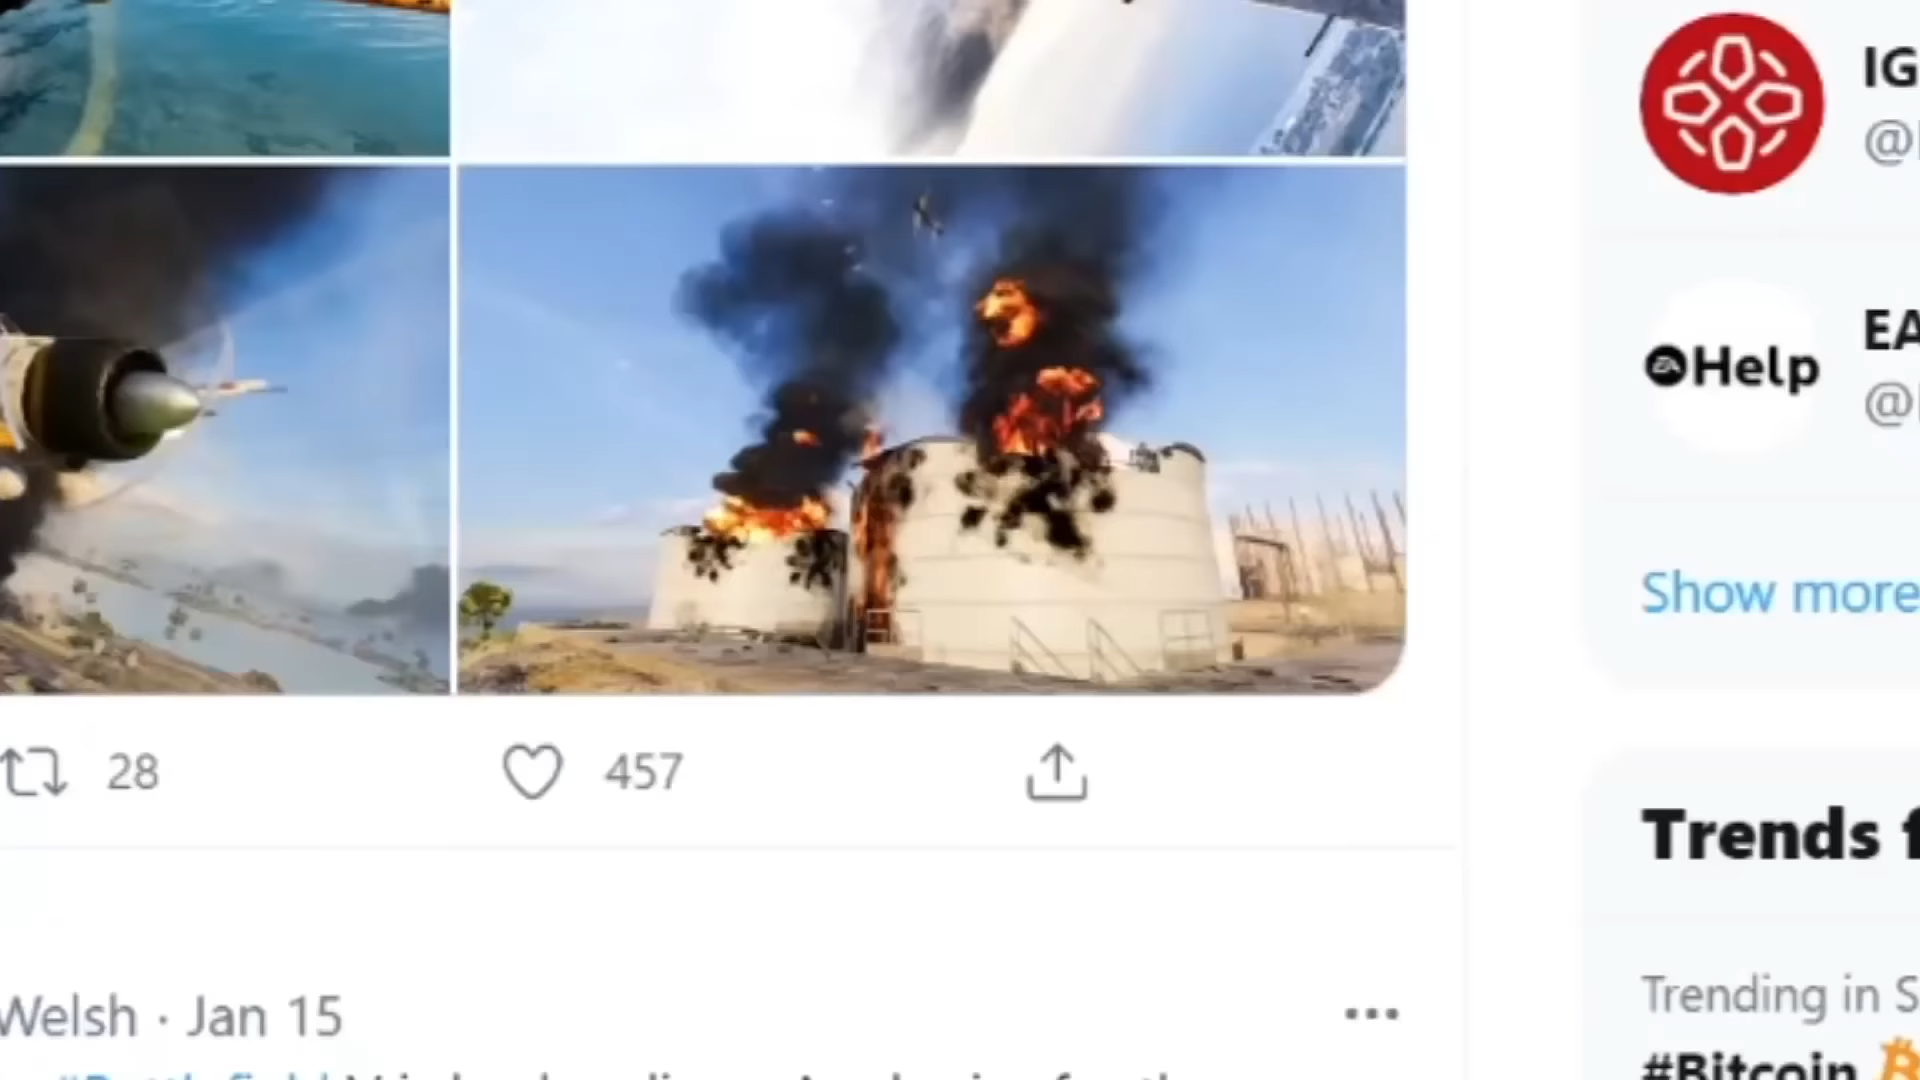 IG
@
Help
EA
@
Show more
28
457
Trends f
Welsh · Jan 15
Trending in S
#Bitcoin